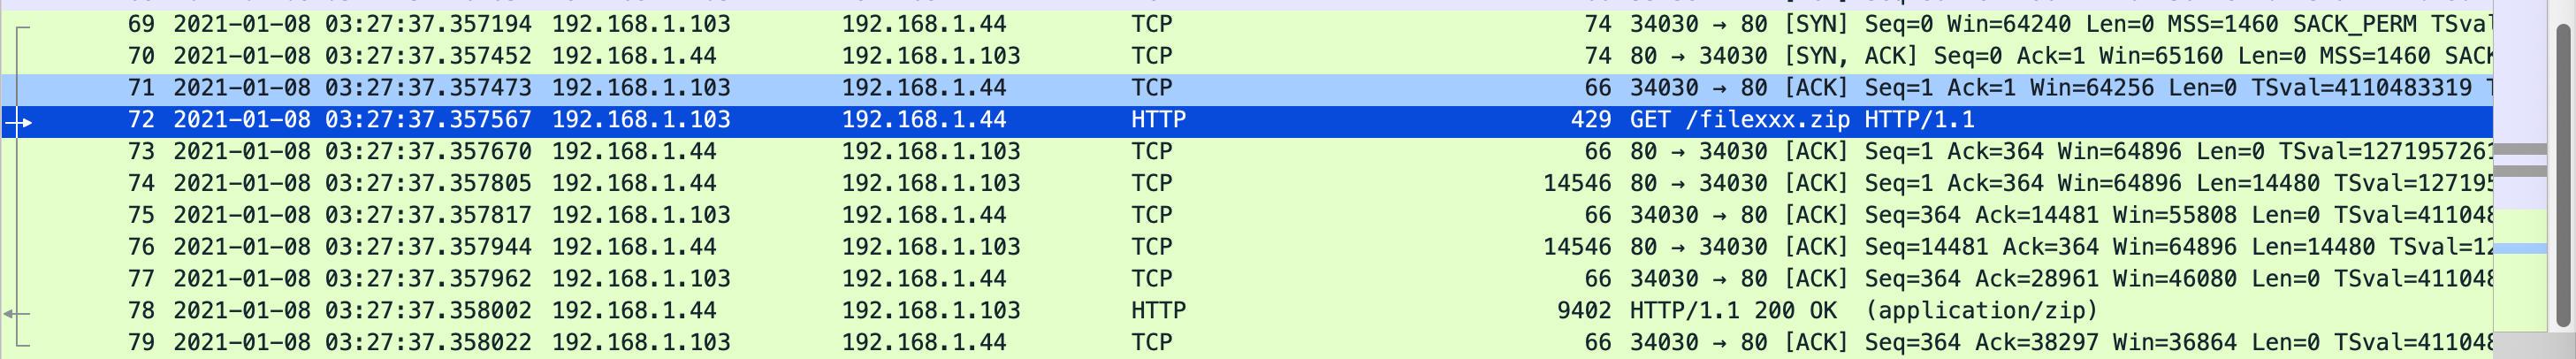 69 2021-01-08 03:27:37.357194 192.168.1.103 192.168.1.44 TCP 74 34030 → 80 [SYN] Seq=0 Win=64240 Len=0 MSS=1460 SACK_PERM TSval
70 2021-01-08 03:27:37.357452 192.168.1.44 192.168.1.103 TCP 74 80 → 34030 [SYN, ACK] Seq=0 Ack=1 Win=65160 Len=0 MSS=1460 SACK
71 2021-01-08 03:27:37.357473 192.168.1.103 192.168.1.44 TCP 66 34030 → 80 [ACK] Seq=1 Ack=1 Win=64256 Len=0 TSval=4110483319
72 2021-01-08 03:27:37.357567 192.168.1.103 192.168.1.44 HTTP 429 GET /filexxx.zip HTTP/1.1
73 2021-01-08 03:27:37.357670 192.168.1.44 192.168.1.103 TCP 66 80 → 34030 [ACK] Seq=1 Ack=364 Win=64896 Len=0 TSval=1271957261
74 2021-01-08 03:27:37.357805 192.168.1.44 192.168.1.103 TCP 14546 80 → 34030 [ACK] Seq=1 Ack=364 Win=64896 Len=14480 TSval=127195
75 2021-01-08 03:27:37.357817 192.168.1.103 192.168.1.44 TCP 66 34030 → 80 [ACK] Seq=364 Ack=14481 Win=55808 Len=0 TSval=411048
76 2021-01-08 03:27:37.357944 192.168.1.44 192.168.1.103 TCP 14546 80 → 34030 [ACK] Seq=14481 Ack=364 Win=64896 Len=14480 TSval=12
77 2021-01-08 03:27:37.357962 192.168.1.103 192.168.1.44 TCP 66 34030 → 80 [ACK] Seq=364 Ack=28961 Win=46080 Len=0 TSval=411048
78 2021-01-08 03:27:37.358002 192.168.1.44 192.168.1.103 HTTP 9402 HTTP/1.1 200 OK (application/zip)
79 2021-01-08 03:27:37.358022 192.168.1.103 192.168.1.44 TCP 66 34030 → 80 [ACK] Seq=364 Ack=38297 Win=36864 Len=0 TSval=411048